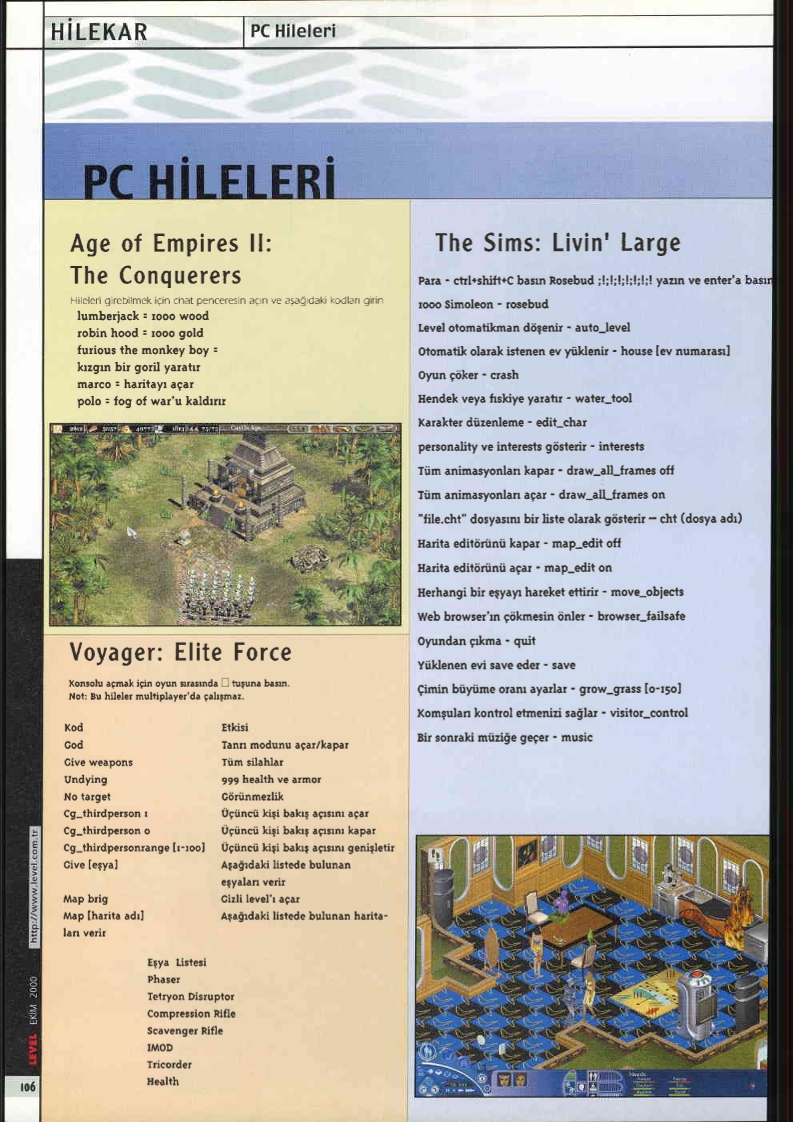 HİLEKAR
PC Hileleri
PC HİLELERİ
Age of Empires II:
The Conquerers
Hileleri girebilmek için chat penceresin açın ve aşağıdaki kodları girin
lumberjack = 1000 wood
robin hood = 1000 gold
furious the monkey boy =
kızgın bir goril yaratır
marco = haritayı açar
polo = fog of war'u kaldırır
Castle Age
Voyager: Elite Force
Konsolu açmak için oyun sırasında □ tuşuna basın.
Not: Bu hileler multiplayer'da çalışmaz.
Kod Etkisi
God Tanrı modunu açar/kapar
Give weapons Tüm silahlar
Undying 999 health ve armor
No target Görünmezlik
Cg_thirdperson 1 Üçüncü kişi bakış açısını açar
Cg_thirdperson 0 Üçüncü kişi bakış açısını kapar
Cg_thirdpersonrange [1-100] Üçüncü kişi bakış açısını genişletir
Give [eşya] Aşağıdaki listede bulunan
eşyaları verir
Map brig Gizli level'ı açar
Map [harita adı] Aşağıdaki listede bulunan harita-
ları verir
Eşya Listesi
Phaser
Tetryon Disruptor
Compression Rifle
Scavenger Rifle
IMOD
Tricorder
Health
The Sims: Livin' Large
Para - ctrl+shift+C basın Rosebud ;!;!;!;!;!;! yazın ve enter'a basın
1000 Simoleon - rosebud
Level otomatikman döşenir - auto_level
Otomatik olarak istenen ev yüklenir - house [ev numarası]
Oyun çöker - crash
Hendek veya fıskiye yaratır - water_tool
Karakter düzenleme - edit_char
personality ve interests gösterir - interests
Tüm animasyonları kapar - draw_all_frames off
Tüm animasyonları açar - draw_all_frames on
"file.cht" dosyasını bir liste olarak gösterir — cht (dosya adı)
Harita editörünü kapar - map_edit off
Harita editörünü açar - map_edit on
Herhangi bir eşyayı hareket ettirir - move_objects
Web browser'ın çökmesin önler - browser_failsafe
Oyundan çıkma - quit
Yüklenen evi save eder - save
Çimin büyüme oranı ayarlar - grow_grass [0-150]
Komşuları kontrol etmenizi sağlar - visitor_control
Bir sonraki müziğe geçer - music
http://www.level.com.tr
LEVEL EKİM 2000
106